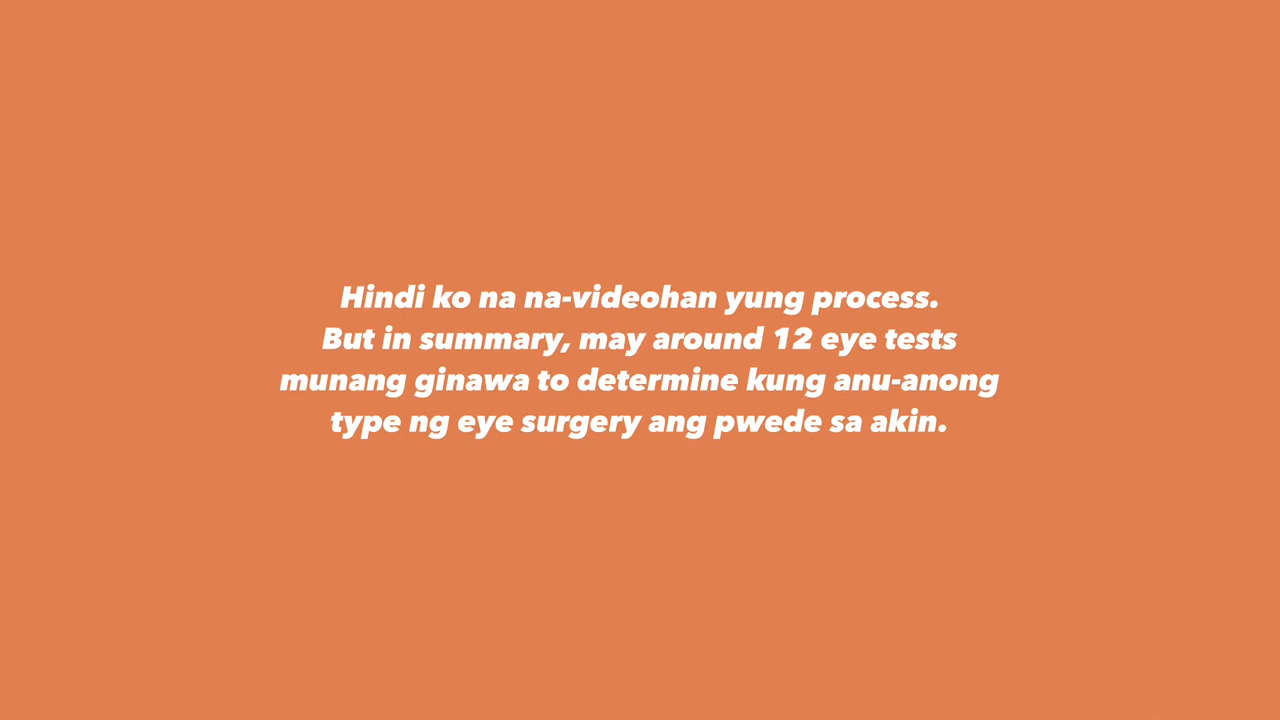 Hindi ko na na-videohan yung process.
But in summary, may around 12 eye tests
munang ginawa to determine kung anu-anong
type ng eye surgery ang pwede sa akin.